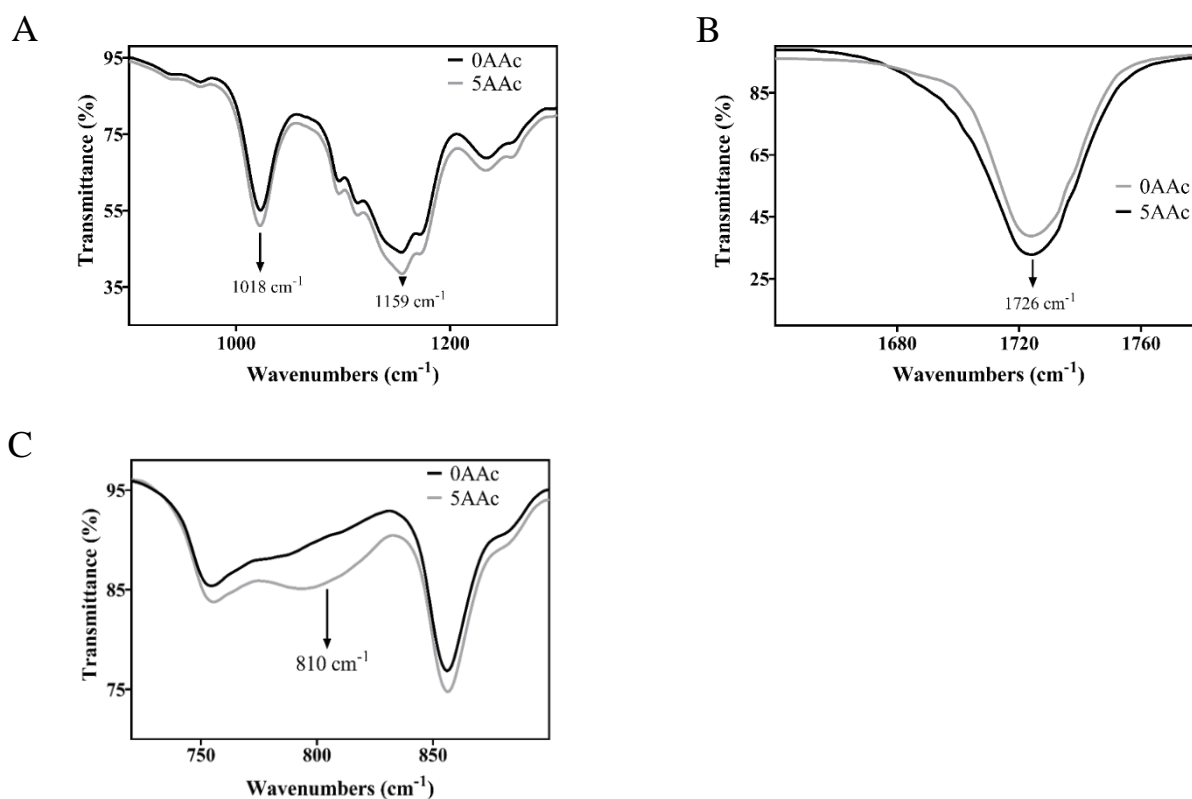 A
Transmittance (%)
95
75
55
35
0AAc
5AAc
1018 cm⁻¹
1159 cm⁻¹
1000
1200
Wavenumbers (cm⁻¹)
B
Transmittance (%)
85
65
45
25
0AAc
5AAc
1726 cm⁻¹
1680
1720
1760
Wavenumbers (cm⁻¹)
C
Transmittance (%)
95
85
75
0AAc
5AAc
810 cm⁻¹
750
800
850
Wavenumbers (cm⁻¹)